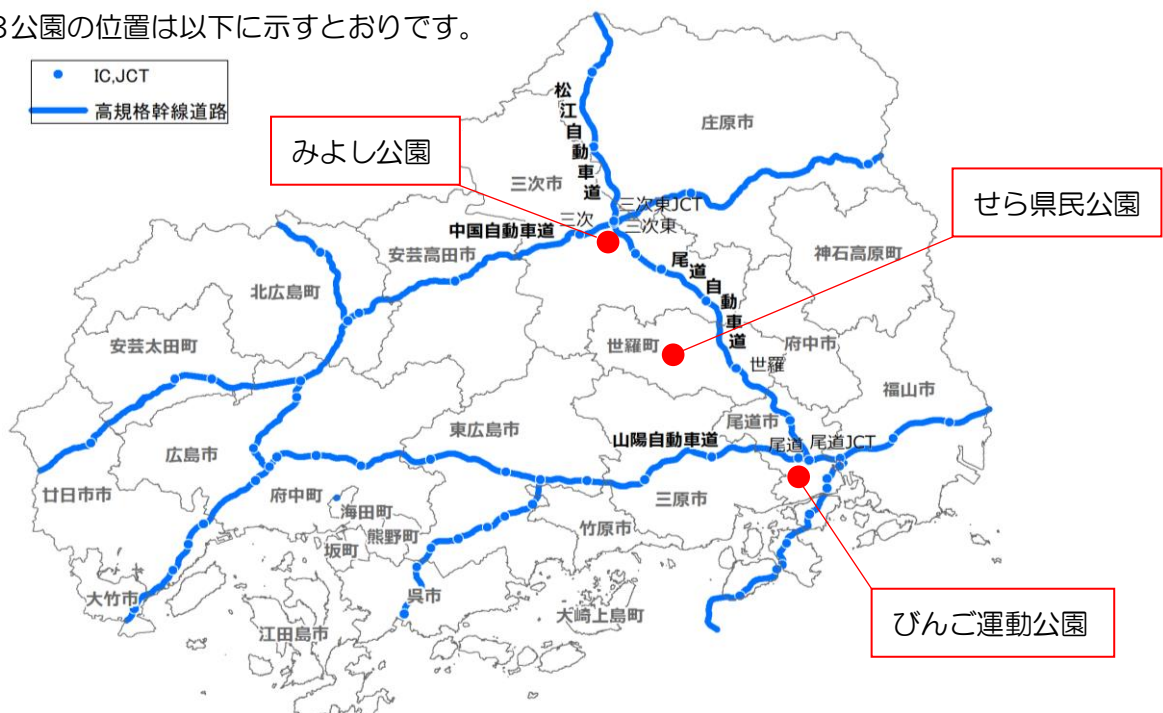 3公園の位置は以下に示すとおりです。
IC,JCT
高規格幹線道路
松江自動車道
庄原市
みよし公園
三次市
せら県民公園
三次東JCT
三次
三次東
中国自動車道
安芸高田市
神石高原町
尾道自動車道
北広島町
安芸太田町
世羅町
府中市
世羅
福山市
尾道市
東広島市
山陽自動車道
尾道
尾道JCT
広島市
廿日市市
府中町
三原市
海田町
竹原市
熊野町
坂町
大竹市
呉市
大崎上島町
江田島市
びんご運動公園